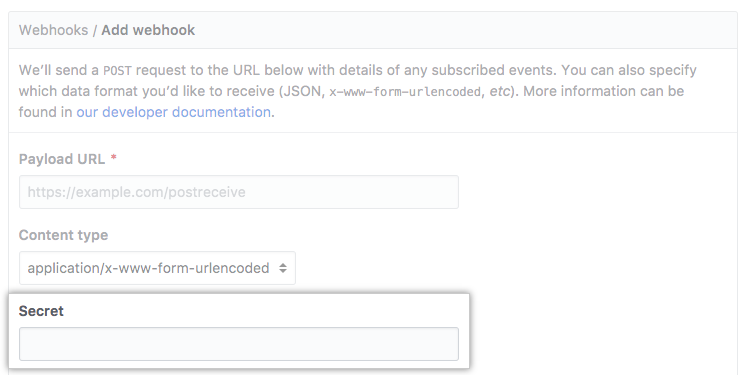 Webhooks / Add webhook
We’ll send a POST request to the URL below with details of any subscribed events. You can also specify
which data format you’d like to receive (JSON, x-www-form-urlencoded, etc). More information can be
found in our developer documentation.
Payload URL *
https://example.com/postreceive
Content type
application/x-www-form-urlencoded
Secret